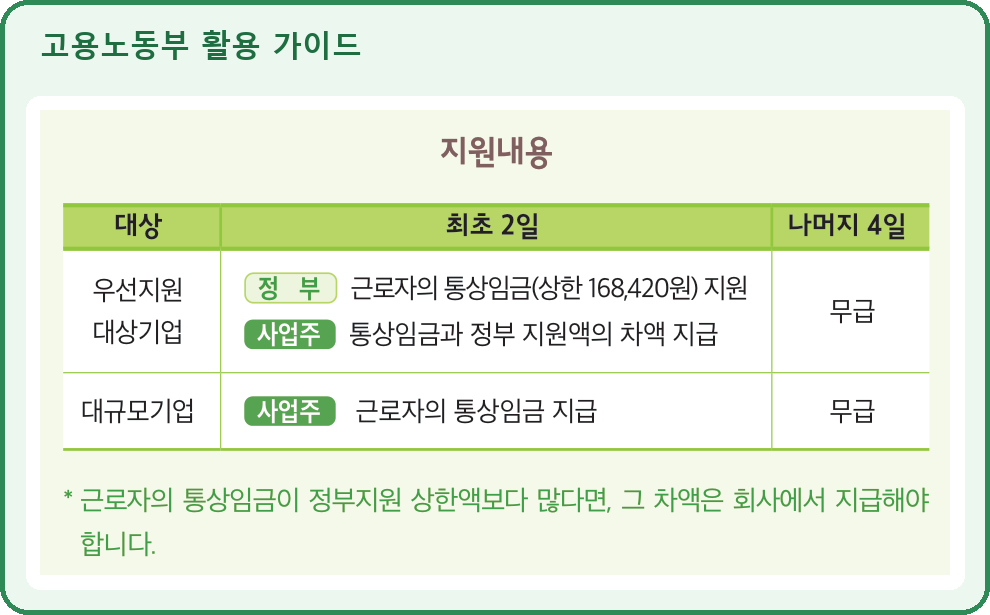 고용노동부 활용 가이드
지원내용
대상 최초 2일 나머지 4일
우선지원
대상기업
정 부 근로자의 통상임금(상한 168,420원) 지원
사업주 통상임금과 정부 지원액의 차액 지급
무급
대규모기업 사업주 근로자의 통상임금 지급 무급
* 근로자의 통상임금이 정부지원 상한액보다 많다면, 그 차액은 회사에서 지급해야
합니다.